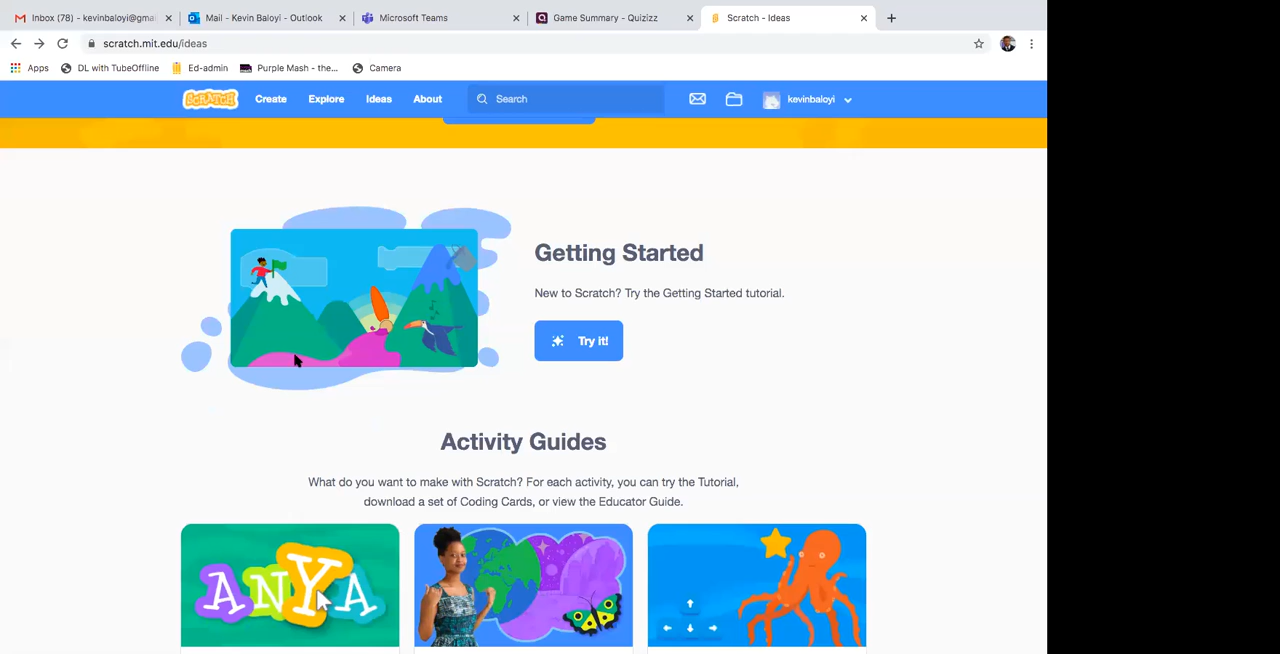 Inbox (78) - kevinbaloyi@gma
Mail - Kevin Baloyi - Outlook
Microsoft Teams
Game Summary - Quizizz
Scratch - Ideas
scratch.mit.edu/ideas
Apps
DL with TubeOffline
Ed-admin
Purple Mash - the...
Camera
SCRATCH
Create
Explore
Ideas
About
Search
kevinbaloyi
Getting Started
New to Scratch? Try the Getting Started tutorial.
Try it!
Activity Guides
What do you want to make with Scratch? For each activity, you can try the Tutorial,
download a set of Coding Cards, or view the Educator Guide.
ANYA